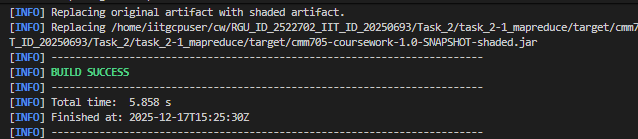 [INFO] Replacing original artifact with shaded artifact.
[INFO] Replacing /home/iitgcpuser/cw/RGU_ID_2522702_IIT_ID_20250693/Task_2/task_2-1_mapreduce/target/cmm7
T_ID_20250693/Task_2/task_2-1_mapreduce/target/cmm705-coursework-1.0-SNAPSHOT-shaded.jar
[INFO] ------------------------------------------------------------------------
[INFO] BUILD SUCCESS
[INFO] ------------------------------------------------------------------------
[INFO] Total time:  5.858 s
[INFO] Finished at: 2025-12-17T15:25:30Z
[INFO] ------------------------------------------------------------------------